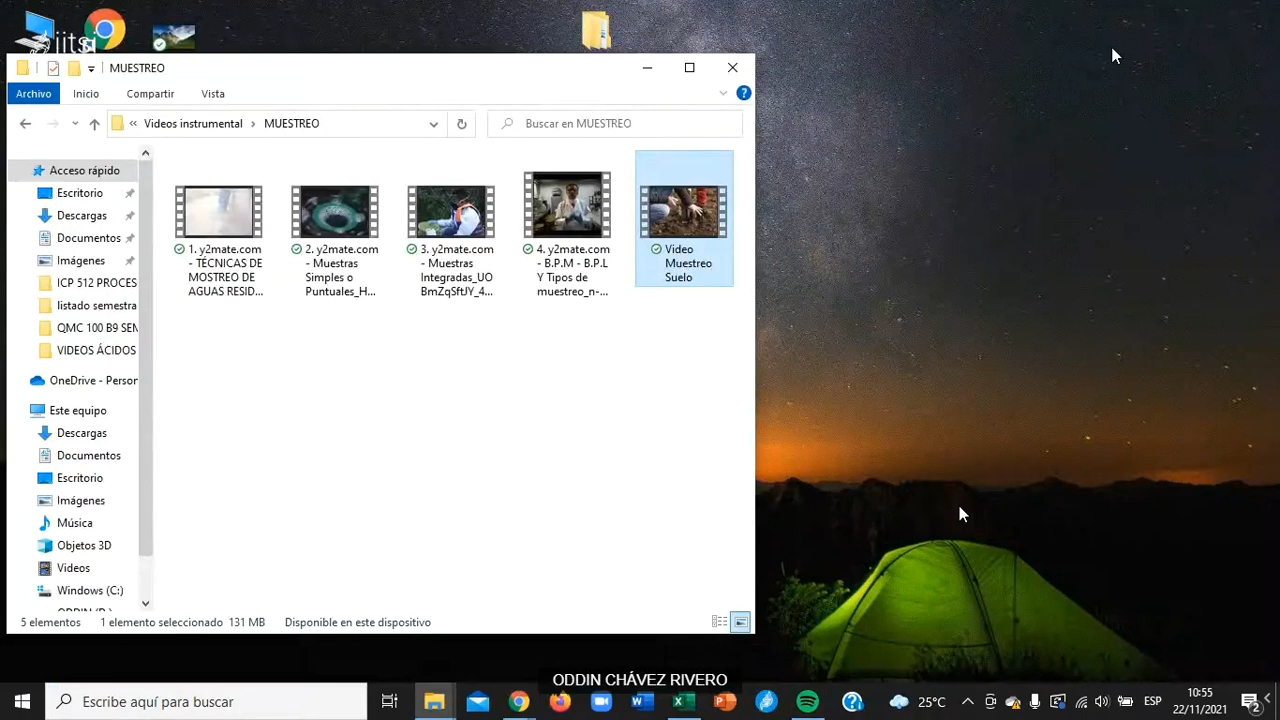 jitsi
MUESTREO
Archivo Inicio Compartir Vista
« Videos instrumental > MUESTREO
Buscar en MUESTREO
Acceso rápido
Escritorio
Descargas
Documentos
Imágenes
ICP 512 PROCES
listado semestra
QMC 100 B9 SEM
VIDEOS ÁCIDOS
OneDrive - Person
Este equipo
Descargas
Documentos
Escritorio
Imágenes
Música
Objetos 3D
Videos
Windows (C:)
1. y2mate.com
- TÉCNICAS DE
MOSTREO DE
AGUAS RESID...
2. y2mate.com
- Muestras
Simples o
Puntuales_H...
3. y2mate.com
- Muestras
Integradas_UO
BmZqSftJY_4...
4. y2mate.com
- B.P.M - B.P.L
Y Tipos de
muestreo_n-...
Video
Muestreo
Suelo
5 elementos 1 elemento seleccionado 131 MB Disponible en este dispositivo
ODDIN CHÁVEZ RIVERO
Escribe aquí para buscar
25°C
ESP
10:55
22/11/2021
2